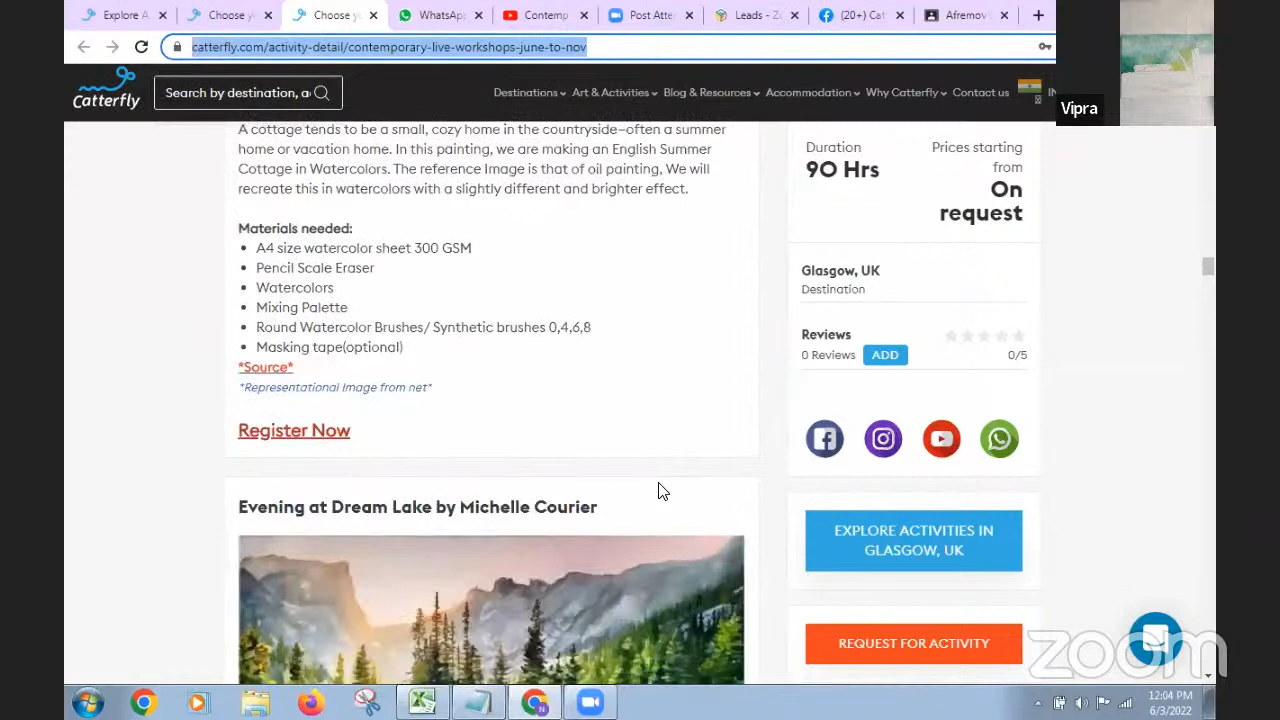 Explore A
Choose yo
Choose ye
WhatsApp
Contemp
Post Atte
Leads - Zo
(20+) Cat
Afremov S
catterfly.com/activity-detail/contemporary-live-workshops-june-to-nov
Catterfly
Search by destination, a
Destinations
Art & Activities
Blog & Resources
Accommodation
Why Catterfly
Contact us
IN
Vipra
A cottage tends to be a small, cozy home in the countryside—often a summer
home or vacation home. In this painting, we are making an English Summer
Cottage in Watercolors. The reference Image is that of oil painting, We will
recreate this in watercolors with a slightly different and brighter effect.
Materials needed:
• A4 size watercolor sheet 300 GSM
• Pencil Scale Eraser
• Watercolors
• Mixing Palette
• Round Watercolor Brushes/ Synthetic brushes 0,4,6,8
• Masking tape(optional)
*Source*
*Representational Image from net*
Register Now
Evening at Dream Lake by Michelle Courier
Duration
90 Hrs
Prices starting
from
On
request
Glasgow, UK
Destination
Reviews
0 Reviews ADD 0/5
EXPLORE ACTIVITIES IN
GLASGOW, UK
REQUEST FOR ACTIVITY
zoom
12:04 PM
6/3/2022